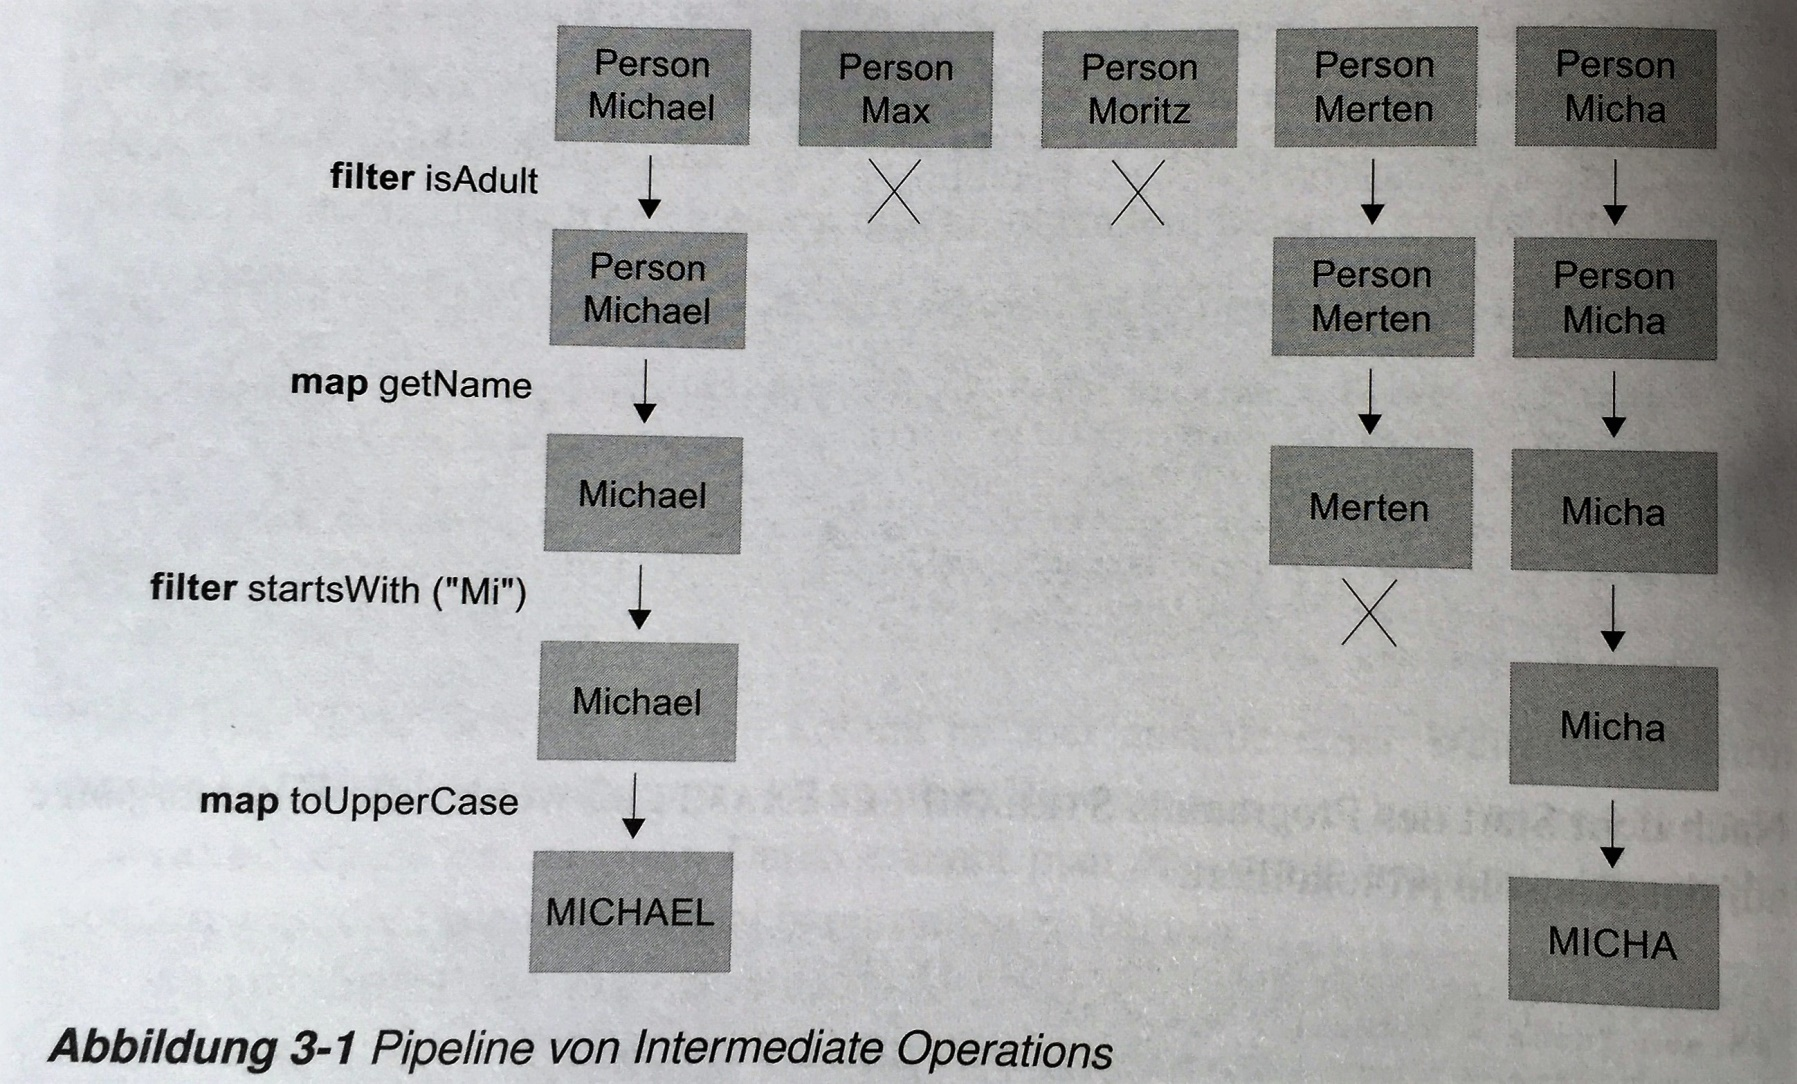 Person
Michael
Person
Max
Person
Moritz
Person
Merten
Person
Micha
filter isAdult
Person
Michael
Person
Merten
Person
Micha
map getName
Michael
Merten
Micha
filter startsWith ("Mi")
Michael
Micha
map toUpperCase
MICHAEL
MICHA
Abbildung 3-1 Pipeline von Intermediate Operations